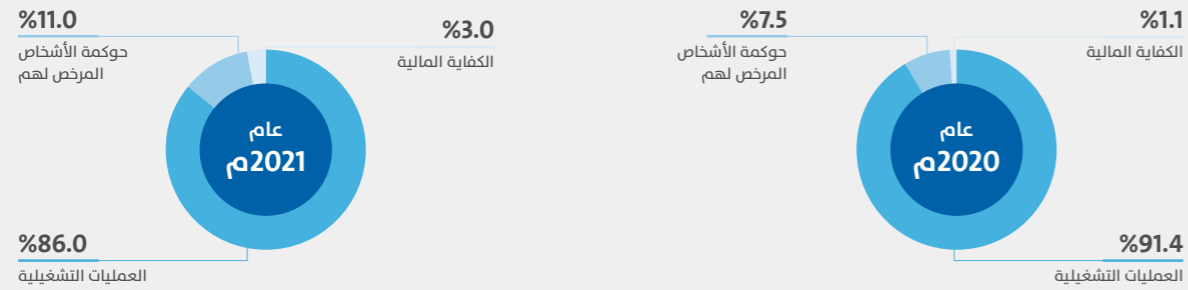 %1.1
الكفاية المالية
%7.5
حوكمة الأشخاص
المرخص لهم
عام
2020م
%91.4
العمليات التشغيلية
%3.0
الكفاية المالية
%11.0
حوكمة الأشخاص
المرخص لهم
عام
2021م
%86.0
العمليات التشغيلية